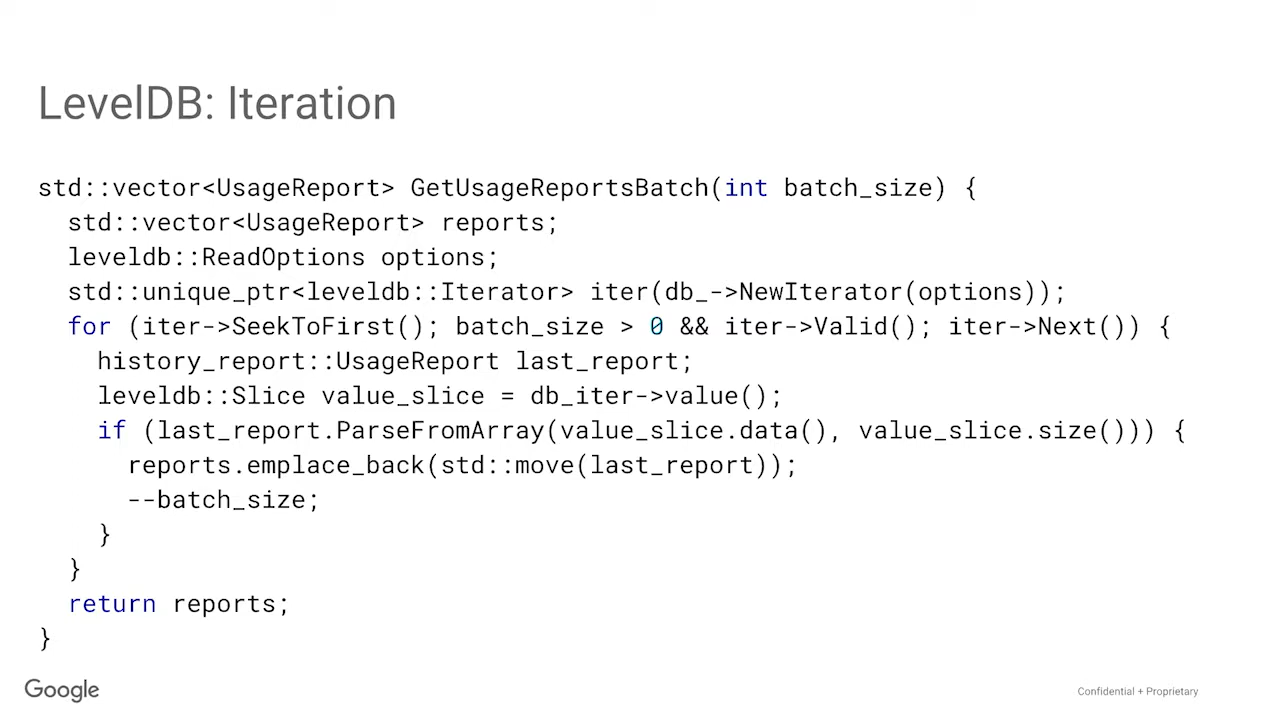 LevelDB: Iteration
std::vector<UsageReport> GetUsageReportsBatch(int batch_size) {
  std::vector<UsageReport> reports;
  leveldb::ReadOptions options;
  std::unique_ptr<leveldb::Iterator> iter(db_->NewIterator(options));
  for (iter->SeekToFirst(); batch_size > 0 && iter->Valid(); iter->Next()) {
    history_report::UsageReport last_report;
    leveldb::Slice value_slice = db_iter->value();
    if (last_report.ParseFromArray(value_slice.data(), value_slice.size())) {
      reports.emplace_back(std::move(last_report));
      --batch_size;
    }
  }
  return reports;
}
Google
Confidential + Proprietary